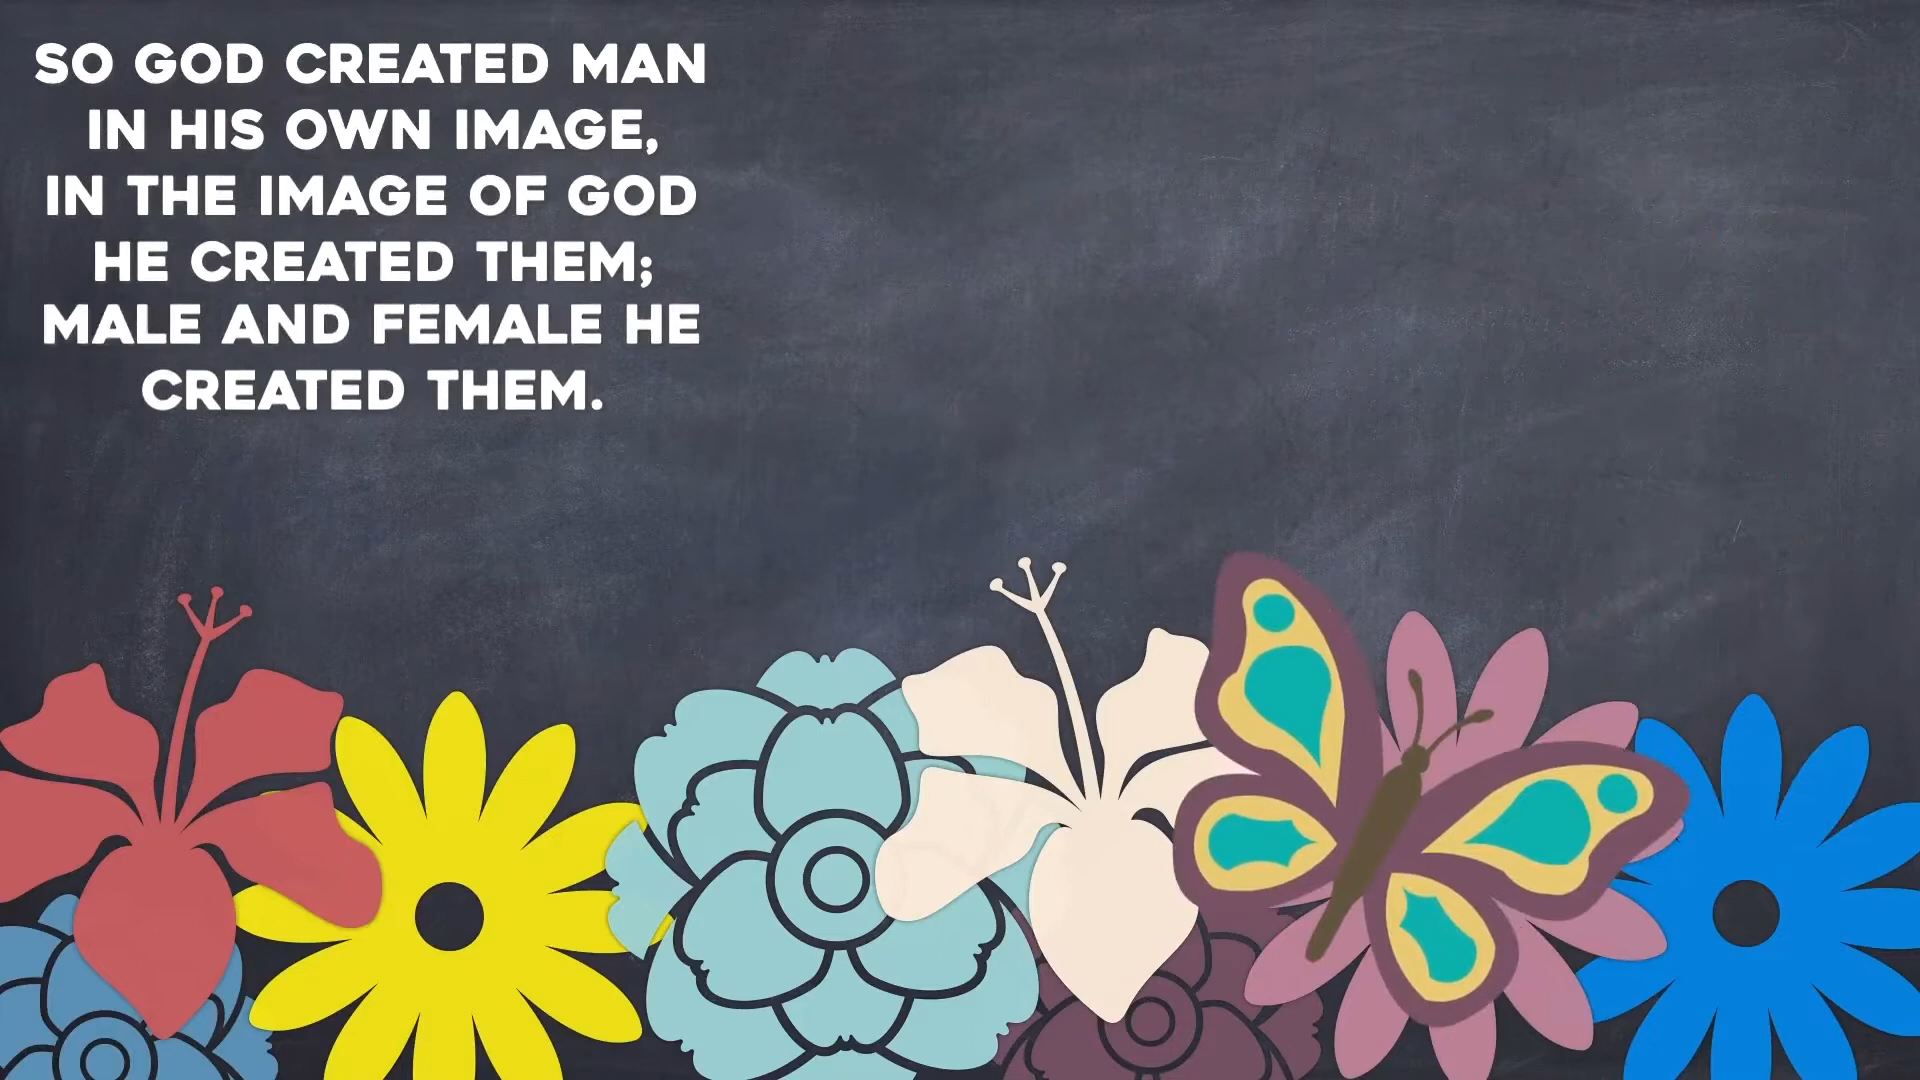 SO GOD CREATED MAN
IN HIS OWN IMAGE,
IN THE IMAGE OF GOD
HE CREATED THEM;
MALE AND FEMALE HE
CREATED THEM.